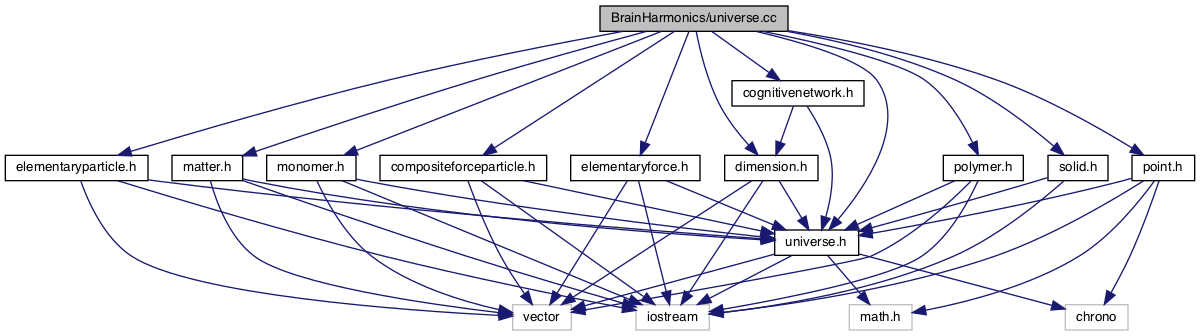 BrainHarmonics/universe.cc
cognitivenetwork.h
elementaryparticle.h
matter.h
monomer.h
compositeforceparticle.h
elementaryforce.h
dimension.h
polymer.h
solid.h
point.h
universe.h
vector
iostream
math.h
chrono